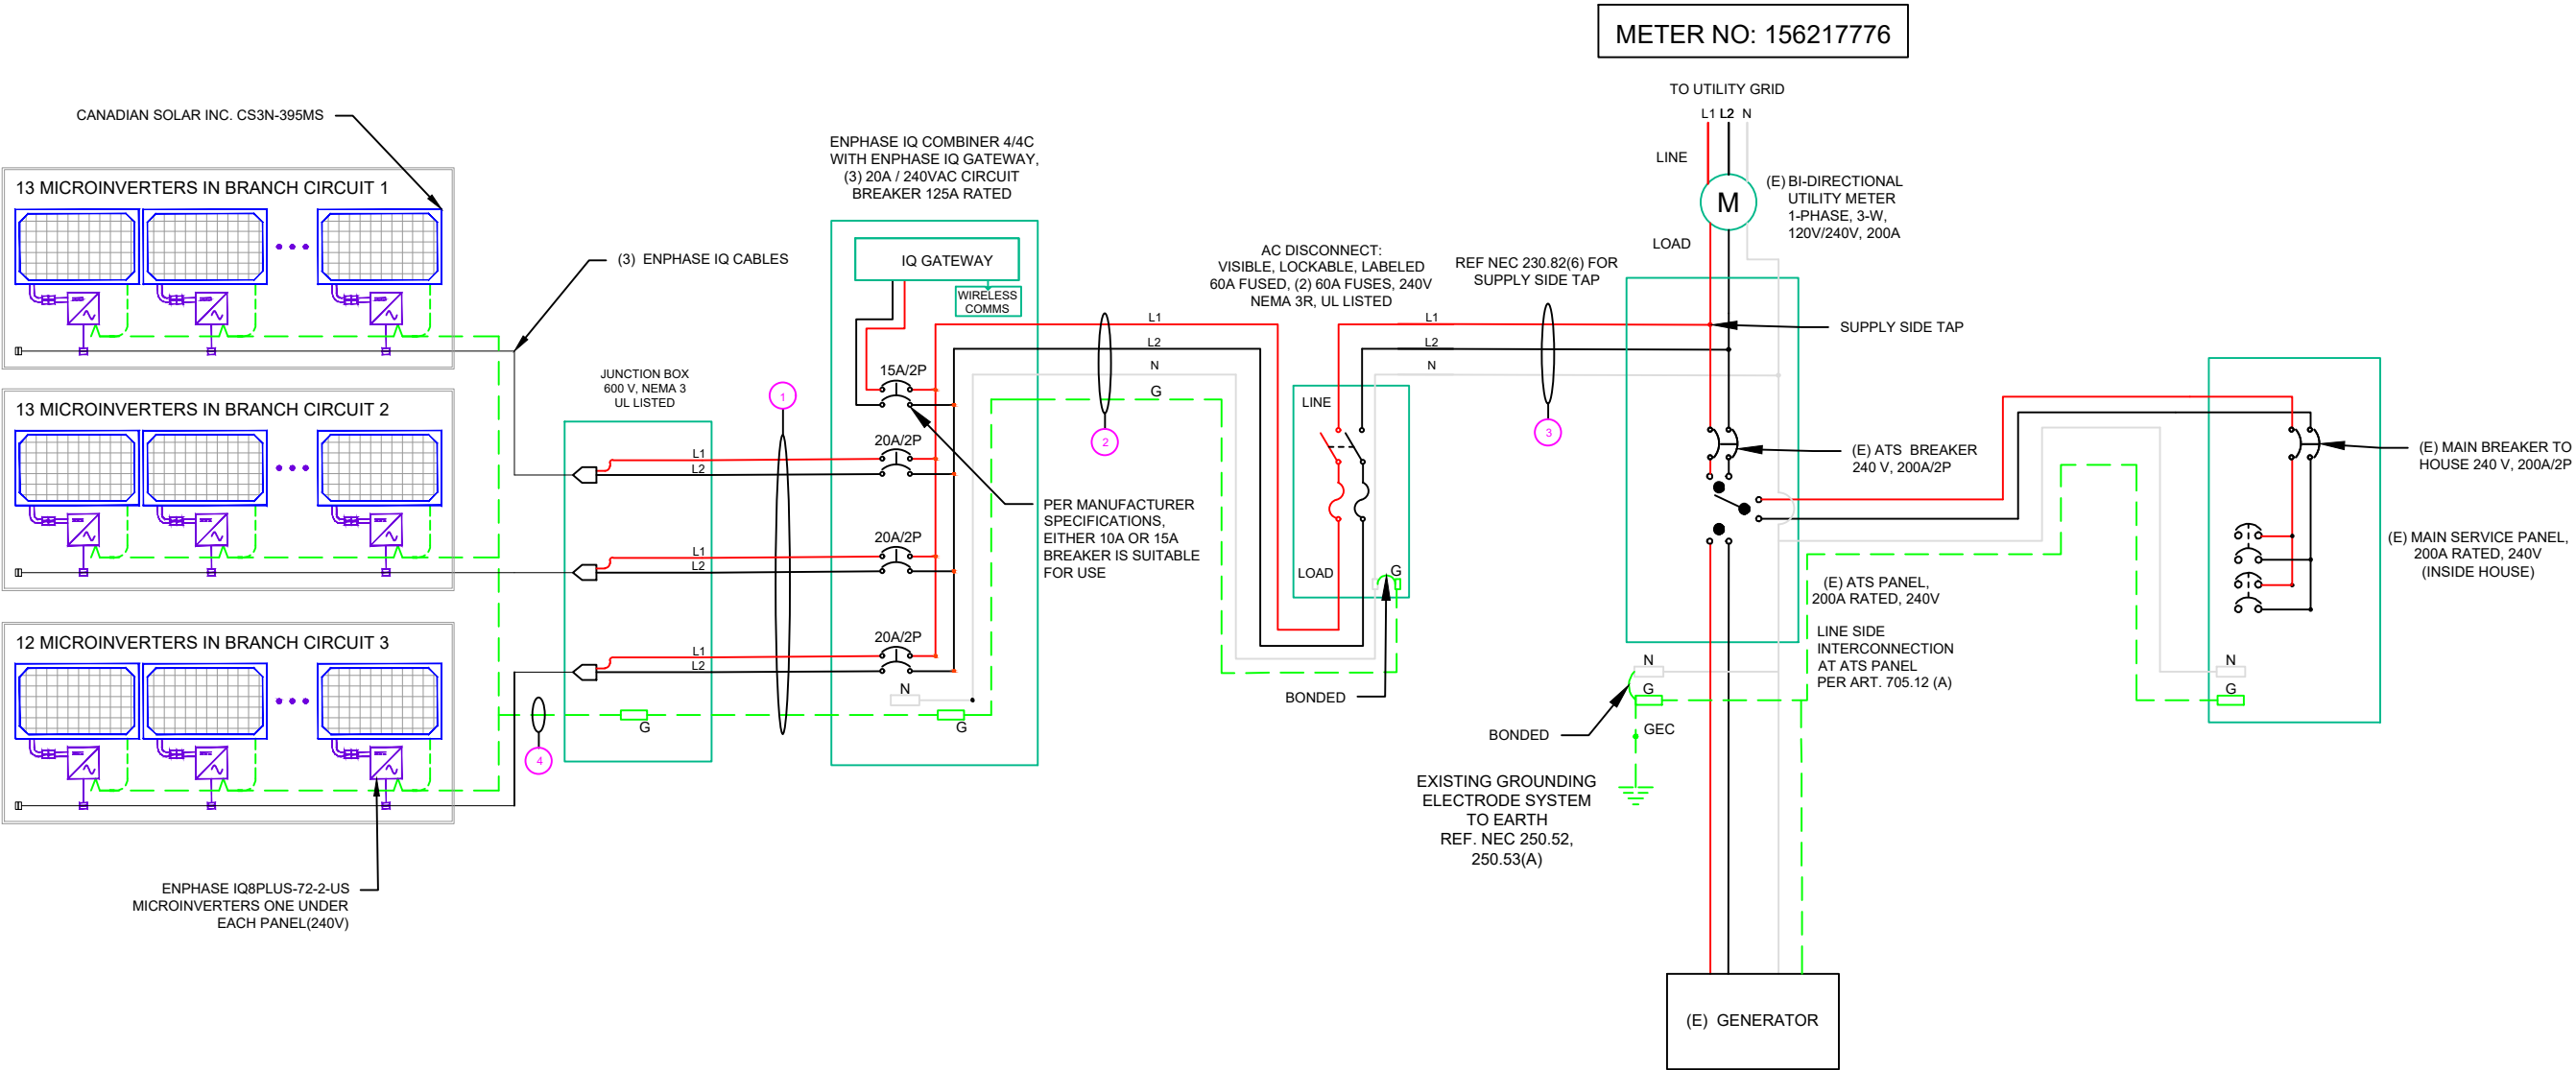 METER NO: 156217776
TO UTILITY GRID
L1 L2 N
LINE
M
(E) BI-DIRECTIONAL
UTILITY METER
1-PHASE, 3-W,
120V/240V, 200A
LOAD
CANADIAN SOLAR INC. CS3N-395MS
13 MICROINVERTERS IN BRANCH CIRCUIT 1
(3) ENPHASE IQ CABLES
13 MICROINVERTERS IN BRANCH CIRCUIT 2
12 MICROINVERTERS IN BRANCH CIRCUIT 3
ENPHASE IQ8PLUS-72-2-US
MICROINVERTERS ONE UNDER
EACH PANEL(240V)
4
JUNCTION BOX
600 V, NEMA 3
UL LISTED
G
1
L1
L2
L1
L2
L1
L2
ENPHASE IQ COMBINER 4/4C
WITH ENPHASE IQ GATEWAY,
(3) 20A / 240VAC CIRCUIT
BREAKER 125A RATED
IQ GATEWAY
WIRELESS
COMMS
15A/2P
20A/2P
20A/2P
20A/2P
N
G
PER MANUFACTURER
SPECIFICATIONS,
EITHER 10A OR 15A
BREAKER IS SUITABLE
FOR USE
L1
L2
N
G
2
AC DISCONNECT:
VISIBLE, LOCKABLE, LABELED
60A FUSED, (2) 60A FUSES, 240V
NEMA 3R, UL LISTED
LINE
LOAD
G
BONDED
REF NEC 230.82(6) FOR
SUPPLY SIDE TAP
L1
L2
N
3
SUPPLY SIDE TAP
(E) ATS BREAKER
240 V, 200A/2P
(E) ATS PANEL,
200A RATED, 240V
LINE SIDE
INTERCONNECTION
AT ATS PANEL
PER ART. 705.12 (A)
N
G
BONDED
GEC
EXISTING GROUNDING
ELECTRODE SYSTEM
TO EARTH
REF. NEC 250.52,
250.53(A)
(E) GENERATOR
(E) MAIN BREAKER TO
HOUSE 240 V, 200A/2P
(E) MAIN SERVICE PANEL,
200A RATED, 240V
(INSIDE HOUSE)
N
G